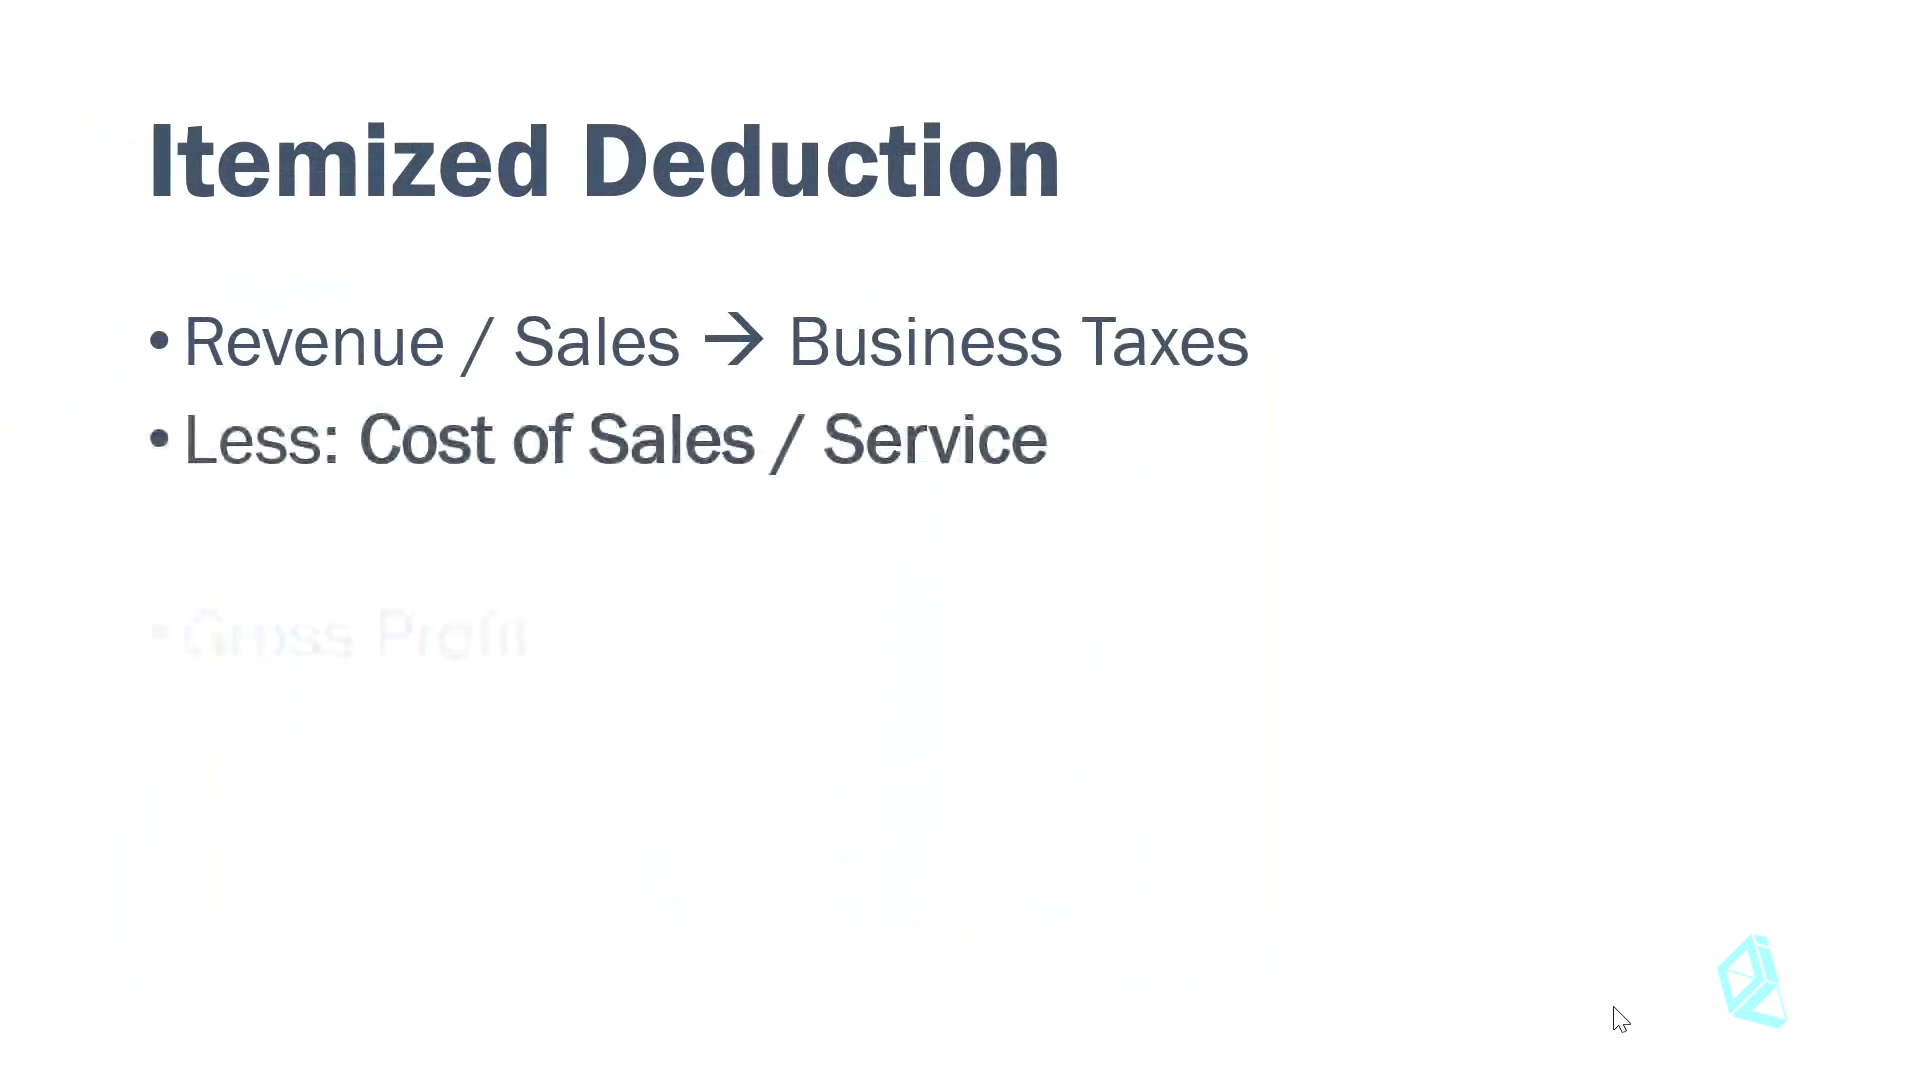 Itemized Deduction
• Revenue / Sales → Business Taxes
• Less: Cost of Sales / Service
• Gross Profit